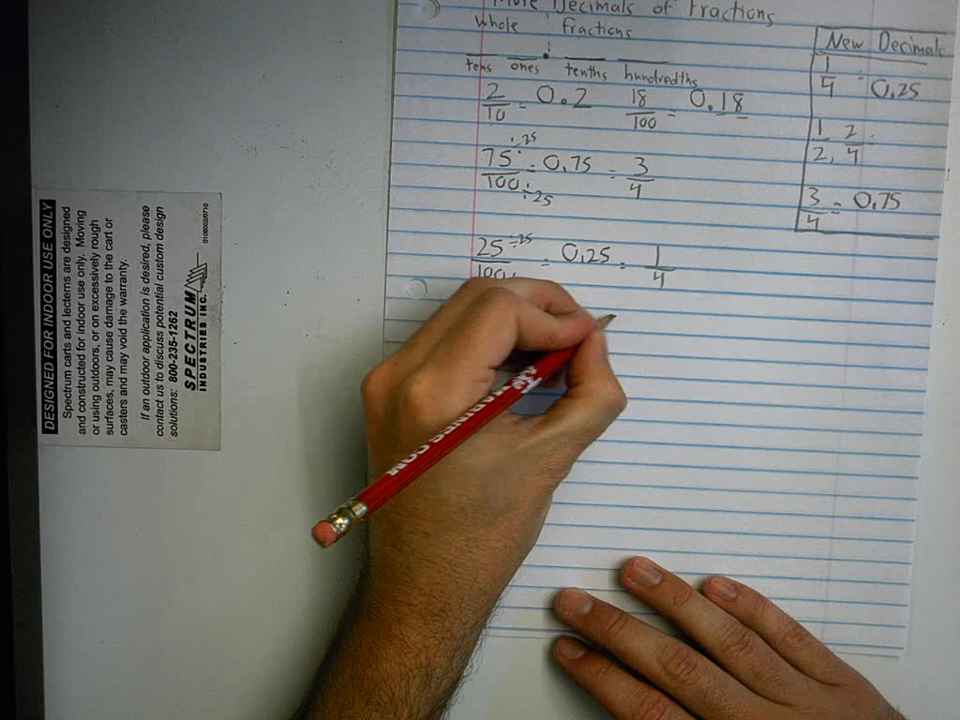 More Decimals of Fractions
whole fractions
tens ones . tenths hundredths
2/10 = 0.2 18/100 = 0.18
75/100 ÷25 ÷25 = 0.75 = 3/4
25/100 ÷25 = 0.25 = 1/4
New Decimals
1/4 = 0.25
1/2, 2/4 =
3/4 = 0.75
DESIGNED FOR INDOOR USE ONLY
Spectrum carts and lecterns are designed
and constructed for indoor use only. Moving
or using outdoors, or on excessively rough
surfaces, may cause damage to the cart or
casters and may void the warranty.
If an outdoor application is desired, please
contact us to discuss potential custom design
solutions: 800-235-1262
SPECTRUM
INDUSTRIES INC.
MARINES.COM